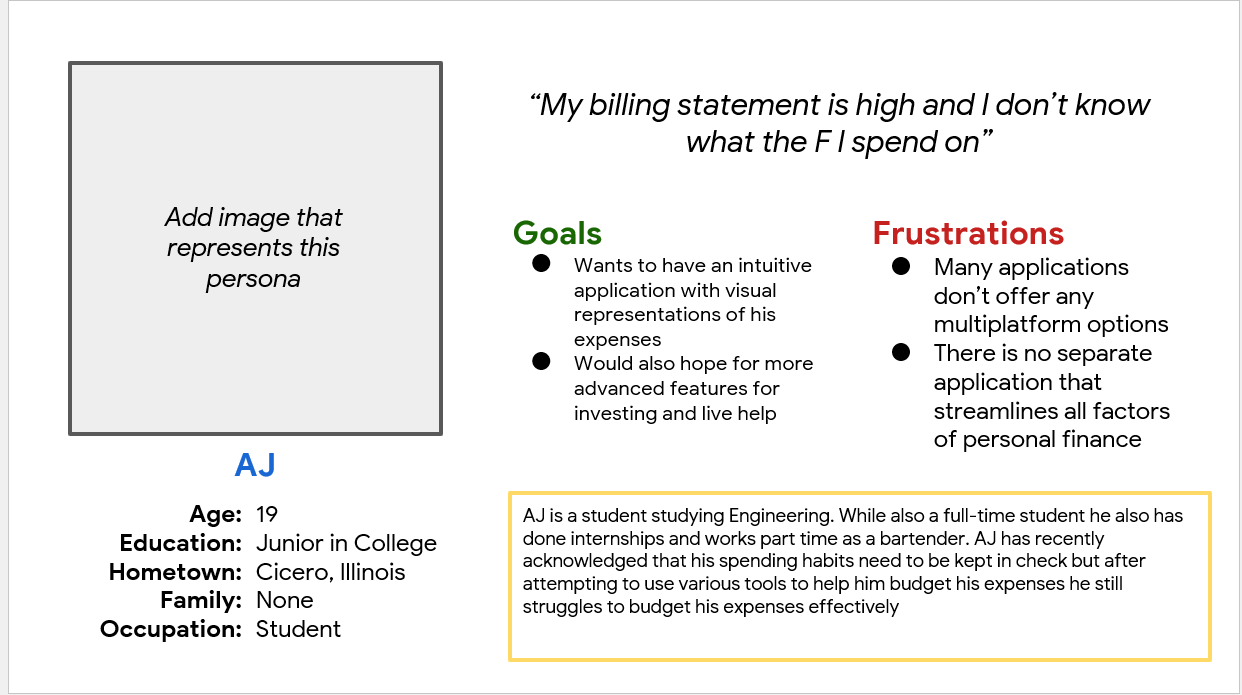 “My billing statement is high and I don’t know
what the F I spend on”
Add image that
represents this
persona
AJ
Age: 19
Education: Junior in College
Hometown: Cicero, Illinois
Family: None
Occupation: Student
Goals
● Wants to have an intuitive
application with visual
representations of his
expenses
● Would also hope for more
advanced features for
investing and live help
Frustrations
● Many applications
don’t offer any
multiplatform options
● There is no separate
application that
streamlines all factors
of personal finance
AJ is a student studying Engineering. While also a full-time student he also has
done internships and works part time as a bartender. AJ has recently
acknowledged that his spending habits need to be kept in check but after
attempting to use various tools to help him budget his expenses he still
struggles to budget his expenses effectively